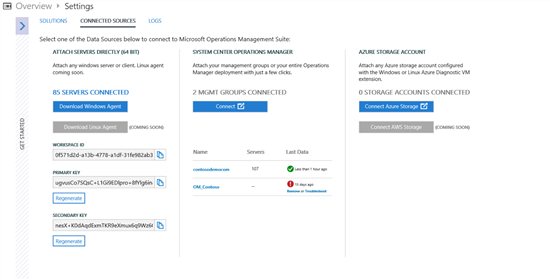 Overview ▸ Settings
SOLUTIONS CONNECTED SOURCES LOGS
Select one of the Data Sources below to connect to Microsoft Operations Management Suite:
GET STARTED
ATTACH SERVERS DIRECTLY (64 BIT)
Attach any windows server or client. Linux agent
coming soon.
85 SERVERS CONNECTED
Download Windows Agent
Download Linux Agent (COMING SOON)
WORKSPACE ID
0f571d2d-a13b-4778-a1df-31fe982ab3
PRIMARY KEY
Regenerate
SECONDARY KEY
Regenerate
SYSTEM CENTER OPERATIONS MANAGER
Attach your management groups or your entire Operations
Manager deployment with just a few clicks.
2 MGMT GROUPS CONNECTED
Connect
Name Servers Last Data
107 Less than 1 hour ago
OM_Contoso -- 10 days ago
Remove or Troubleshoot
AZURE STORAGE ACCOUNT
Attach any Azure storage account configured
with the Windows or Linux Azure Diagnostic VM
extension.
0 STORAGE ACCOUNTS CONNECTED
Connect Azure Storage
Connect AWS Storage (COMING SOON)